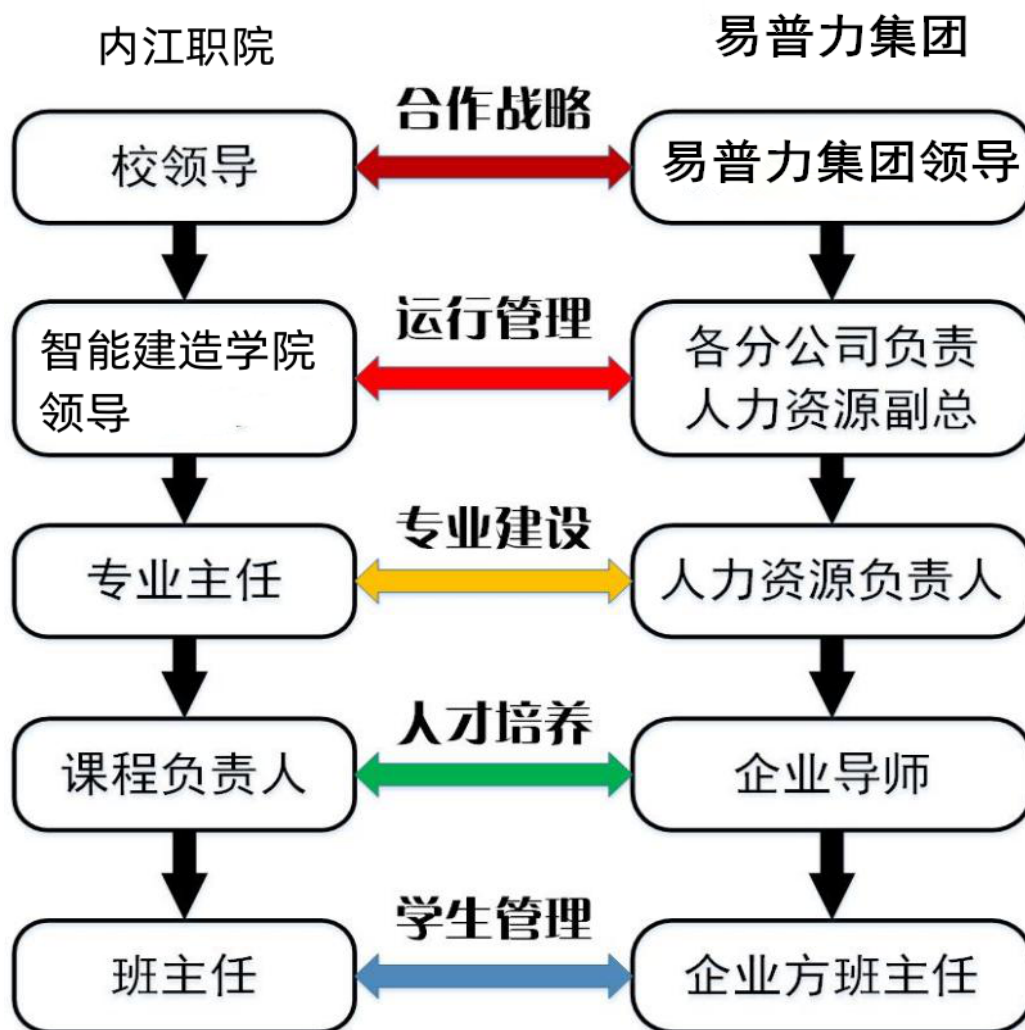 内江职院
易普力集团
合作战略
校领导
易普力集团领导
运行管理
智能建造学院
领导
各分公司负责
人力资源副总
专业建设
专业主任
人力资源负责人
人才培养
课程负责人
企业导师
学生管理
班主任
企业方班主任